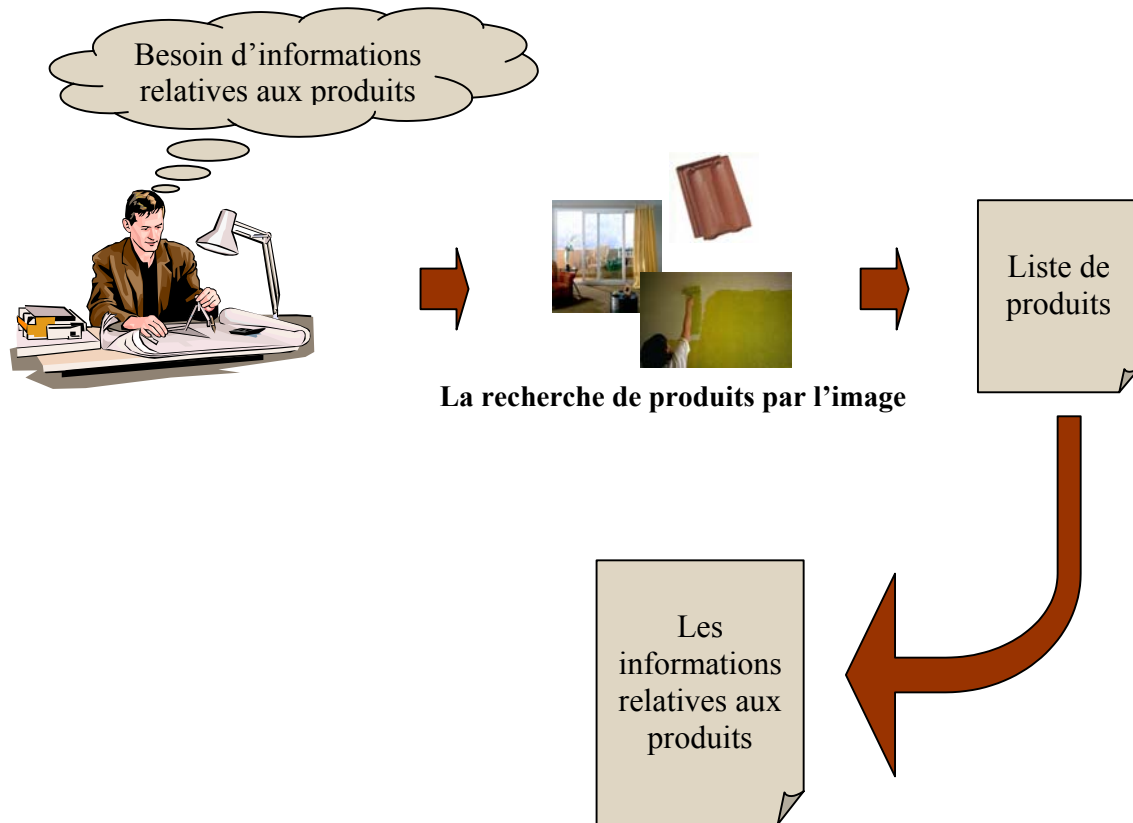 Besoin d'informations
relatives aux produits
La recherche de produits par l'image
Liste de
produits
Les
informations
relatives aux
produits